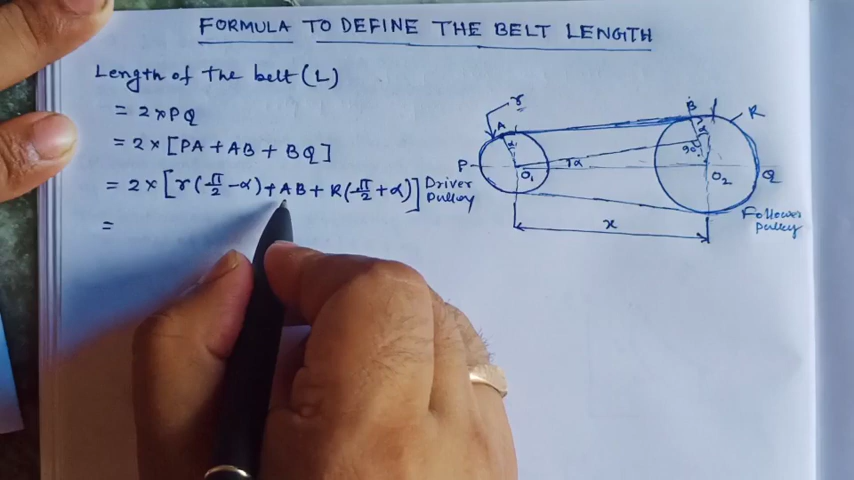 FORMULA TO DEFINE THE BELT LENGTH
Length of the belt (L)
= 2×PQ
= 2× [PA + AB + BQ]
= 2× [r(π/2 - α) + AB + R(π/2 + α)]
=
r
A
α
P
O₁
α
Driver Pulley
B
R
α
90°
O₂
Q
x
Follower pulley